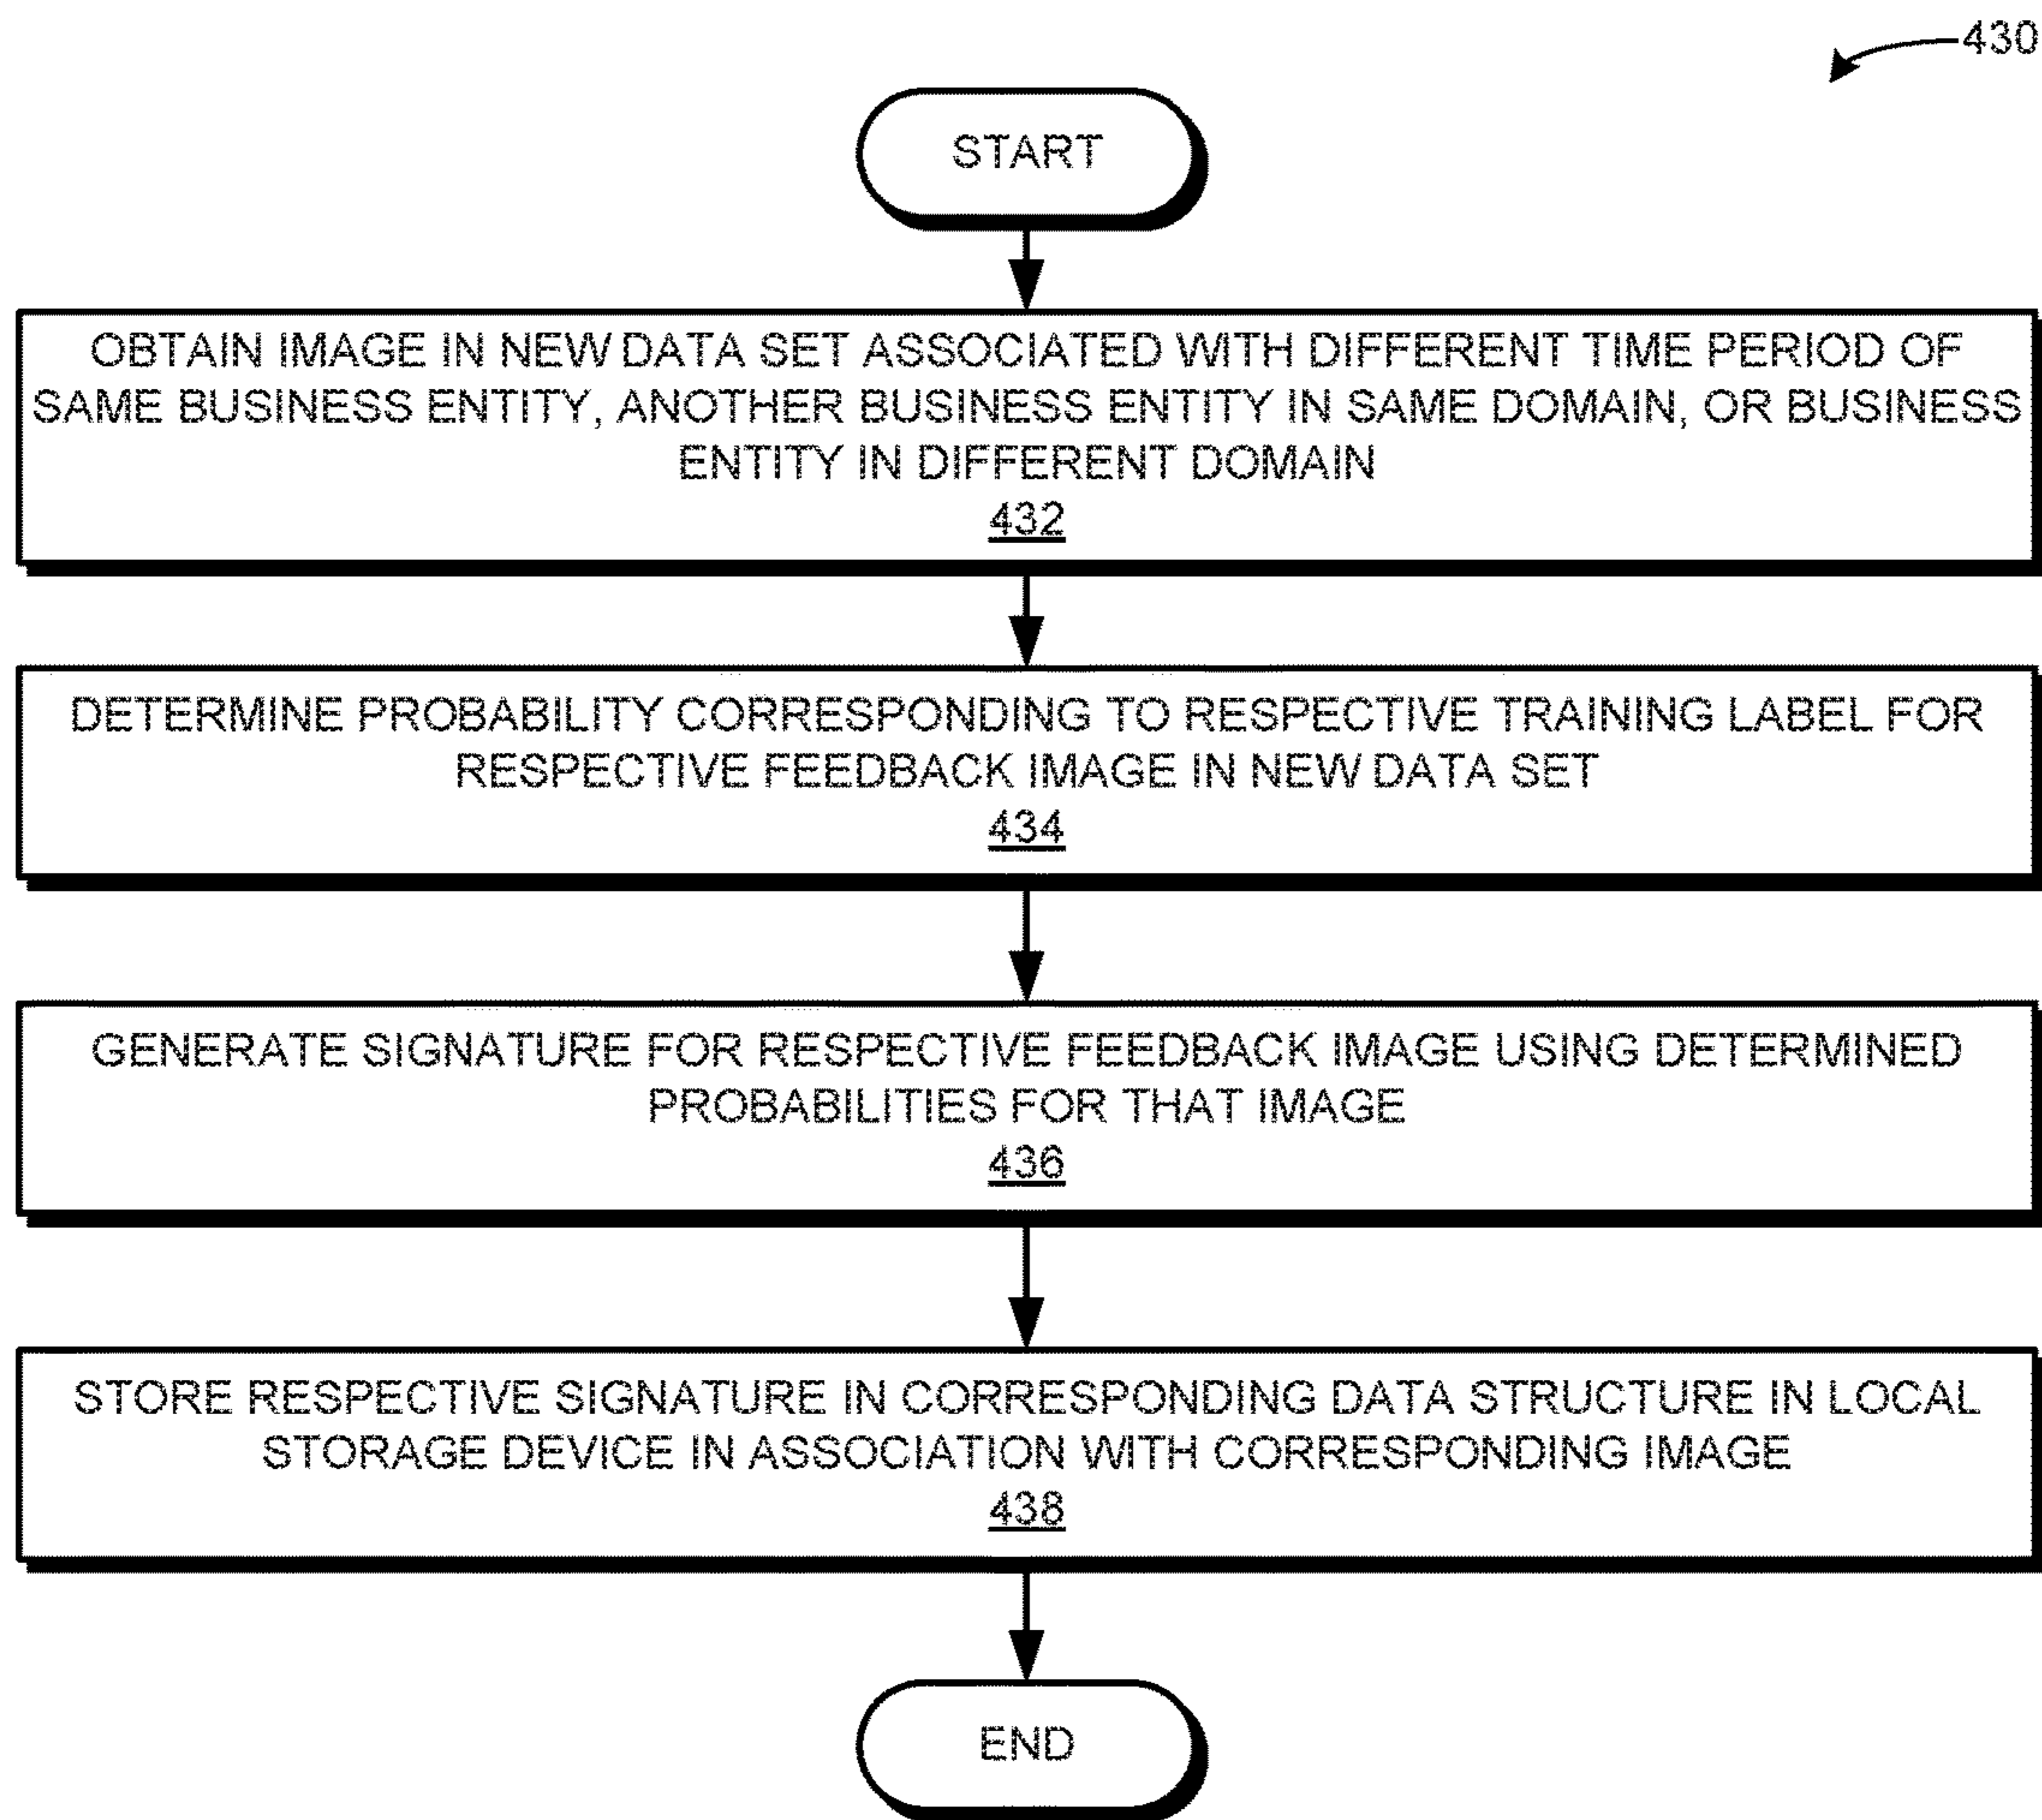 430
START
OBTAIN IMAGE IN NEW DATA SET ASSOCIATED WITH DIFFERENT TIME PERIOD OF
SAME BUSINESS ENTITY, ANOTHER BUSINESS ENTITY IN SAME DOMAIN, OR BUSINESS
ENTITY IN DIFFERENT DOMAIN
432
DETERMINE PROBABILITY CORRESPONDING TO RESPECTIVE TRAINING LABEL FOR
RESPECTIVE FEEDBACK IMAGE IN NEW DATA SET
434
GENERATE SIGNATURE FOR RESPECTIVE FEEDBACK IMAGE USING DETERMINED
PROBABILITIES FOR THAT IMAGE
436
STORE RESPECTIVE SIGNATURE IN CORRESPONDING DATA STRUCTURE IN LOCAL
STORAGE DEVICE IN ASSOCIATION WITH CORRESPONDING IMAGE
438
END